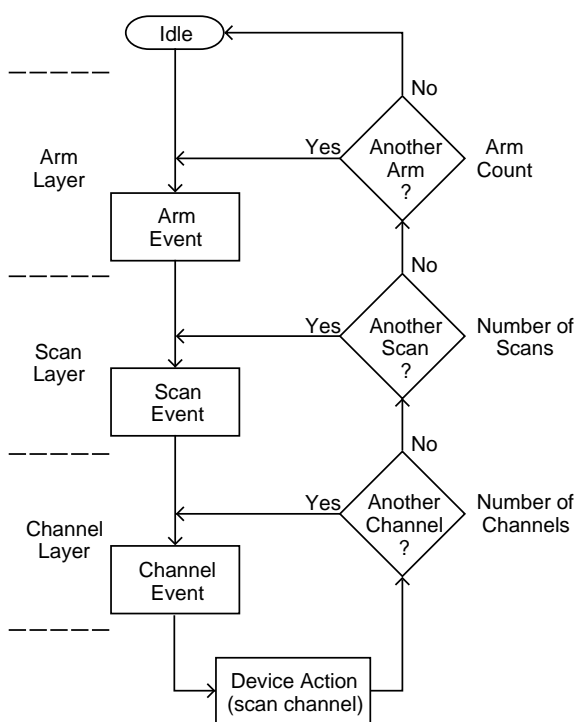 Idle
No
Yes
Another
Arm
?
Arm
Count
Arm
Layer
Arm
Event
No
Yes
Another
Scan
?
Number of
Scans
Scan
Layer
Scan
Event
No
Yes
Another
Channel
?
Number of
Channels
Channel
Layer
Channel
Event
Device Action
(scan channel)